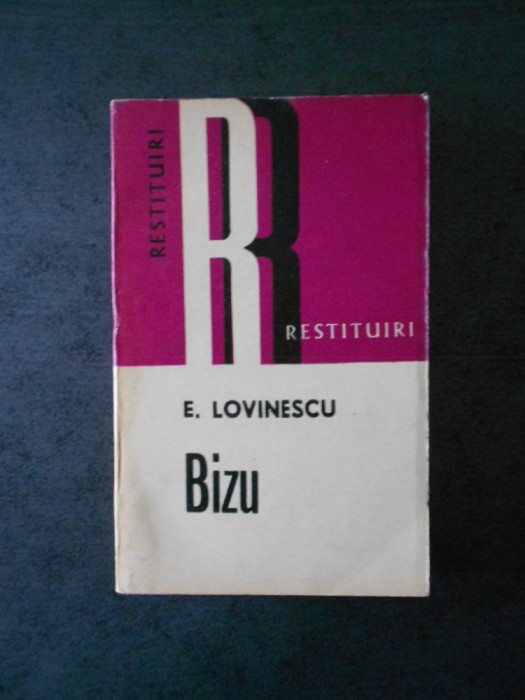 RESTITUIRI
R
RESTITUIRI
E. LOVINESCU
Bizu